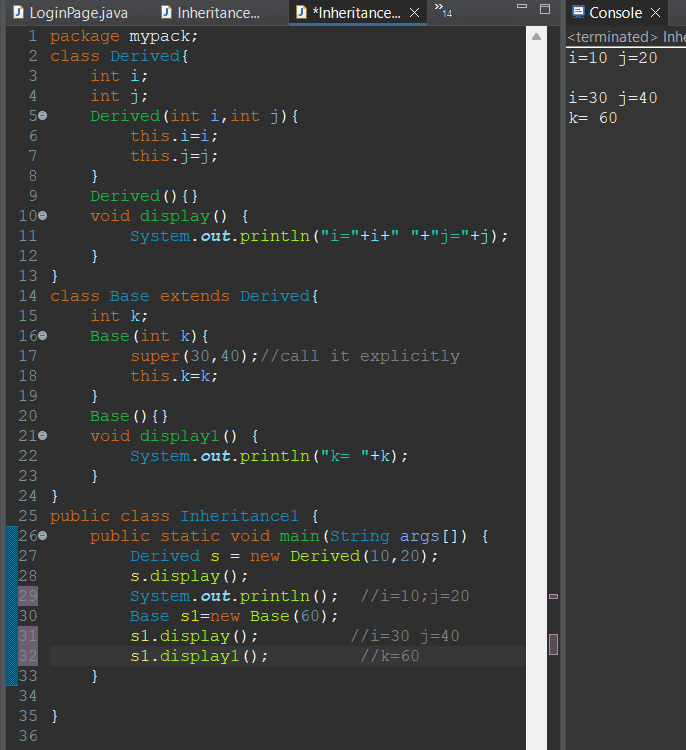 LoginPage.java Inheritance... *Inheritance... »14
1 package mypack;
2 class Derived{
3 int i;
4 int j;
5 Derived(int i,int j){
6 this.i=i;
7 this.j=j;
8 }
9 Derived(){}
10 void display() {
11 System.out.println("i="+i+" "+"j="+j);
12 }
13 }
14 class Base extends Derived{
15 int k;
16 Base(int k){
17 super(30,40);//call it explicitly
18 this.k=k;
19 }
20 Base(){}
21 void display1() {
22 System.out.println("k= "+k);
23 }
24 }
25 public class Inheritance1 {
26 public static void main(String args[]) {
27 Derived s = new Derived(10,20);
28 s.display();
29 System.out.println(); //i=10;j=20
30 Base s1=new Base(60);
31 s1.display(); //i=30 j=40
32 s1.display1(); //k=60
33 }
34
35 }
36
Console
<terminated> Inhe
i=10 j=20
i=30 j=40
k= 60